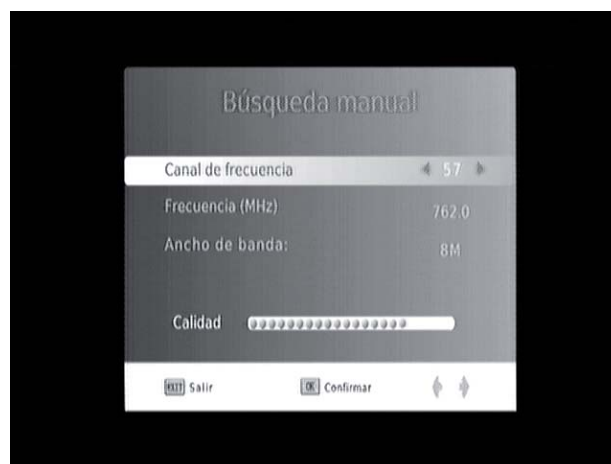 Búsqueda manual
Canal de frecuencia 57
Frecuencia (MHz) 762.0
Ancho de banda: 8M
Calidad
EXIT Salir OK Confirmar